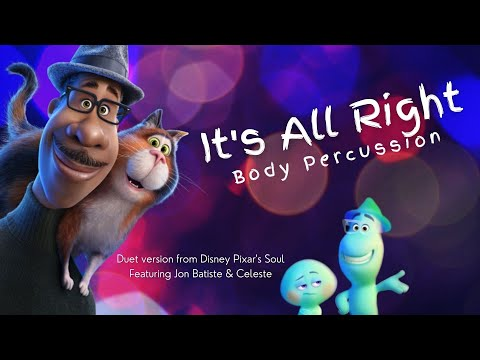 It's All Right
Body Percussion
Duet version from Disney Pixar's Soul
Featuring Jon Batiste & Celeste